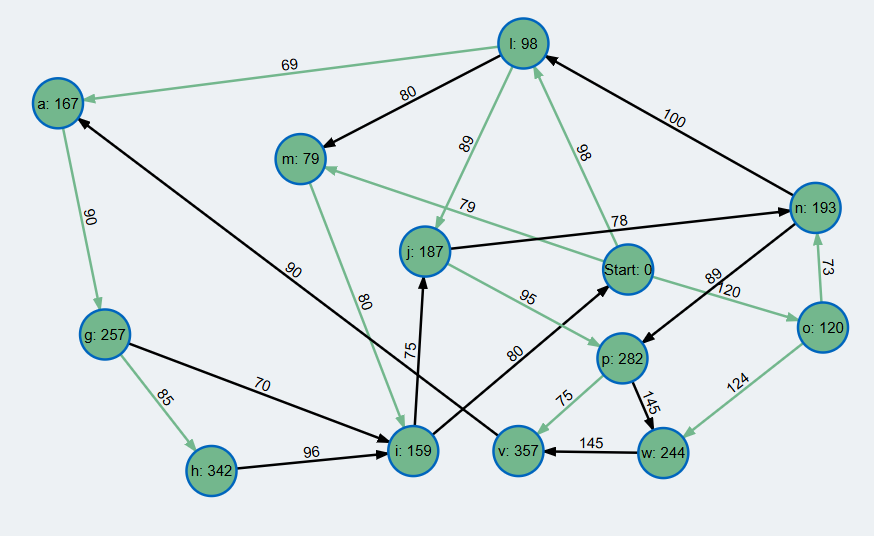 l: 98
69
80
a: 167
100
89
98
m: 79
79
n: 193
90
78
j: 187
Start: 0
90
73
89
120
95
80
g: 257
o: 120
75
80
p: 282
70
124
85
75
145
i: 159
v: 357
145
w: 244
96
h: 342